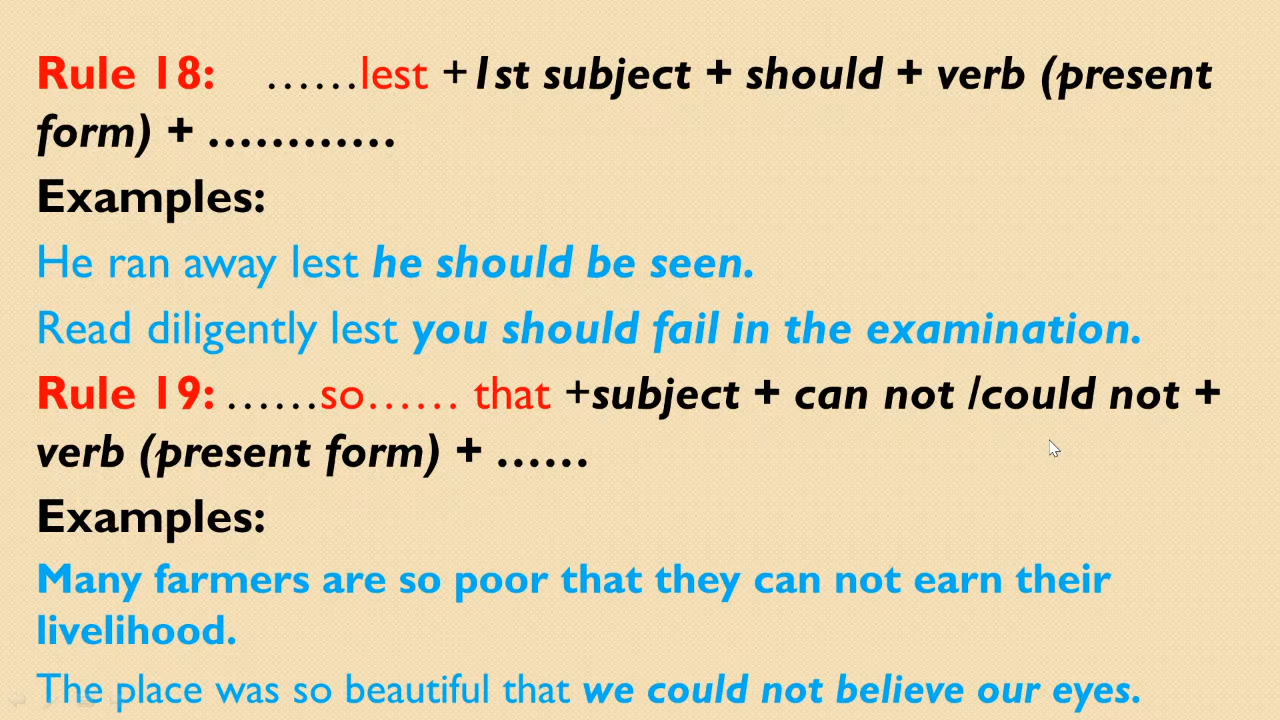 Rule 18: ......lest +1st subject + should + verb (present
form) + ............
Examples:
He ran away lest he should be seen.
Read diligently lest you should fail in the examination.
Rule 19: ......so...... that +subject + can not /could not +
verb (present form) + ......
Examples:
Many farmers are so poor that they can not earn their
livelihood.
The place was so beautiful that we could not believe our eyes.